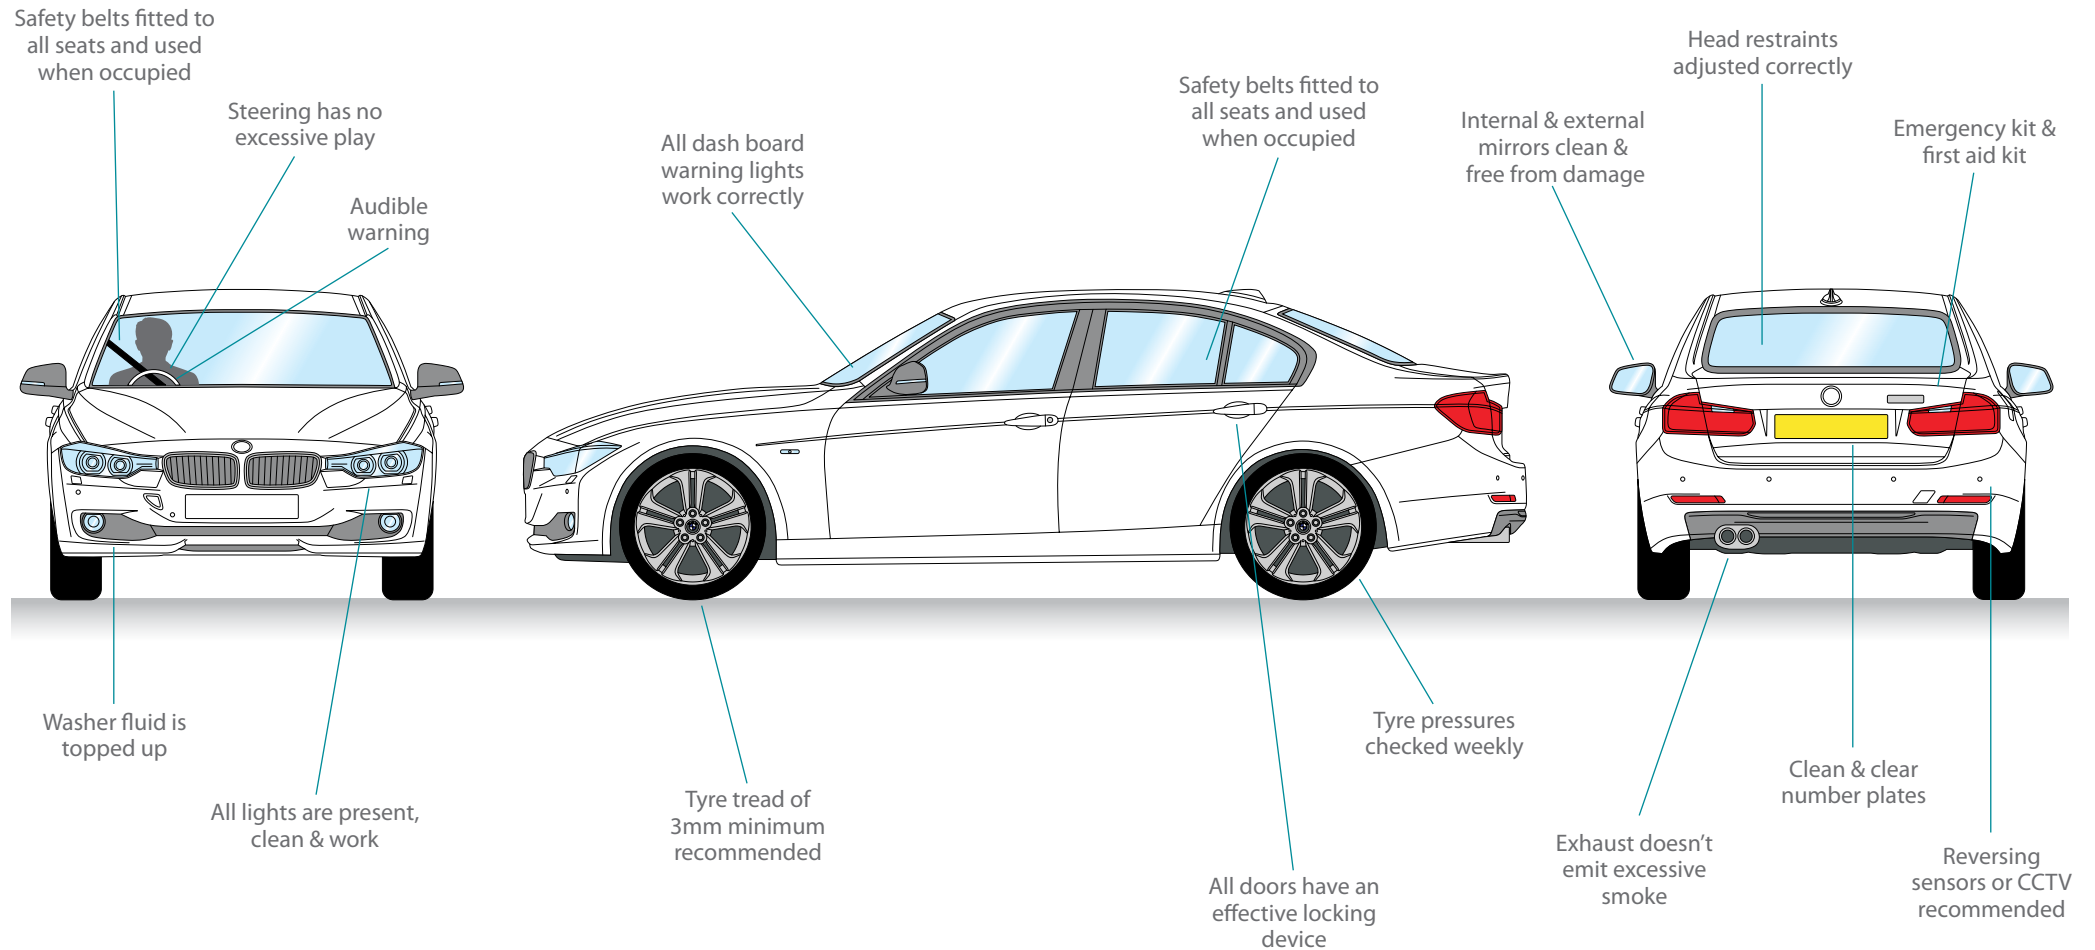 Safety belts fitted to
all seats and used
when occupied
Steering has no
excessive play
Audible
warning
All dash board
warning lights
work correctly
Safety belts fitted to
all seats and used
when occupied
Internal & external
mirrors clean &
free from damage
Head restraints
adjusted correctly
Emergency kit &
first aid kit
Washer fluid is
topped up
All lights are present,
clean & work
Tyre tread of
3mm minimum
recommended
All doors have an
effective locking
device
Tyre pressures
checked weekly
Exhaust doesn't
emit excessive
smoke
Clean & clear
number plates
Reversing
sensors or CCTV
recommended